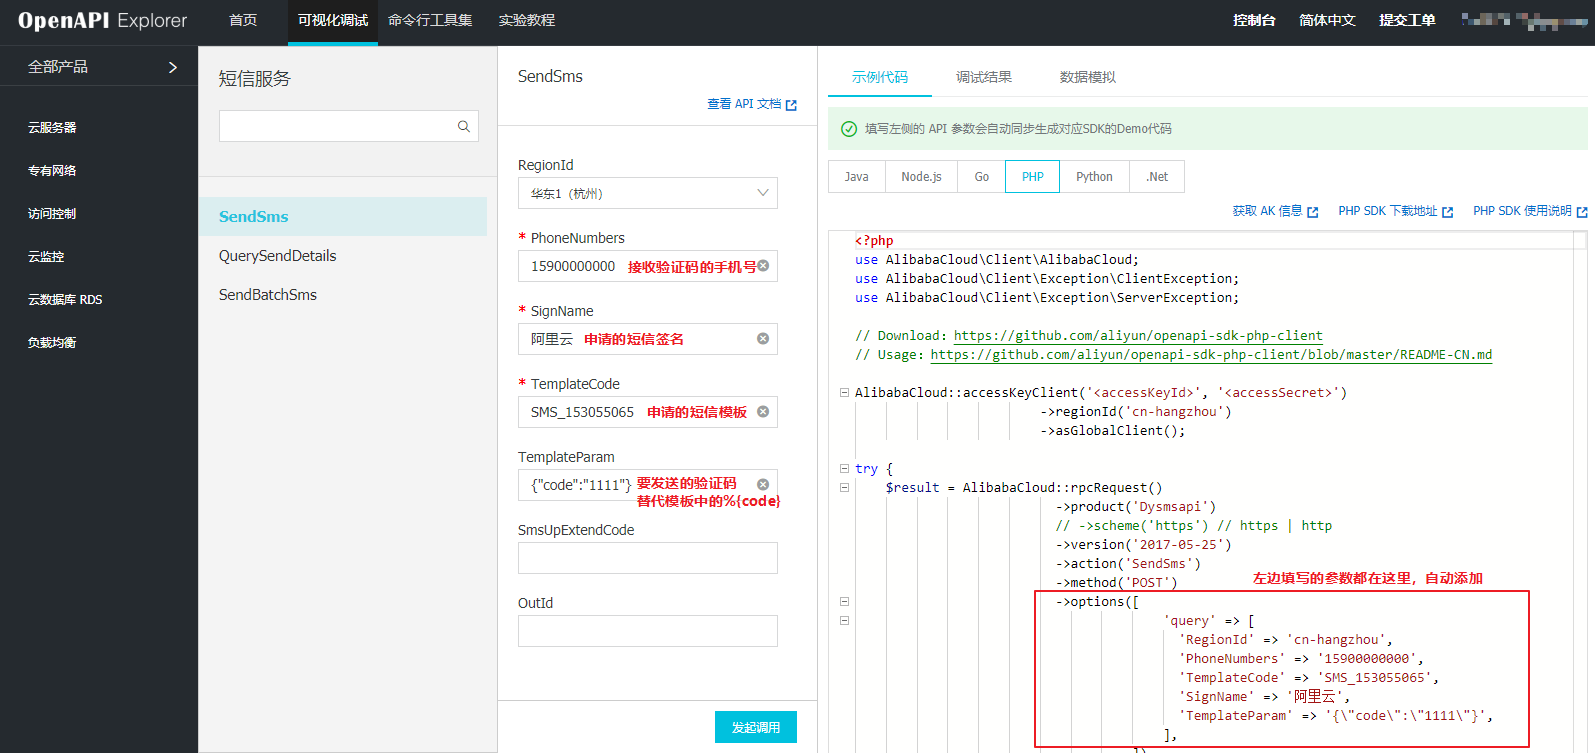 OpenAPI Explorer 首页 可视化调试 命令行工具集 实验教程 控制台 简体中文 提交工单
全部产品
云服务器
专有网络
访问控制
云监控
云数据库 RDS
负载均衡
短信服务
SendSms
QuerySendDetails
SendBatchSms
SendSms
查看 API 文档
RegionId
华东1（杭州）
* PhoneNumbers
15900000000 接收验证码的手机号
* SignName
阿里云 申请的短信签名
* TemplateCode
SMS_153055065 申请的短信模板
TemplateParam
{"code":"1111"} 要发送的验证码
替代模板中的%{code}
SmsUpExtendCode
OutId
发起调用
示例代码 调试结果 数据模拟
填写左侧的 API 参数会自动同步生成对应SDK的Demo代码
Java Node.js Go PHP Python .Net
获取 AK 信息 PHP SDK 下载地址 PHP SDK 使用说明
<?php
use AlibabaCloud\Client\AlibabaCloud;
use AlibabaCloud\Client\Exception\ClientException;
use AlibabaCloud\Client\Exception\ServerException;
// Download: https://github.com/aliyun/openapi-sdk-php-client
// Usage: https://github.com/aliyun/openapi-sdk-php-client/blob/master/README-CN.md
AlibabaCloud::accessKeyClient('<accessKeyId>', '<accessSecret>')
->regionId('cn-hangzhou')
->asGlobalClient();
try {
$result = AlibabaCloud::rpcRequest()
->product('Dysmsapi')
// ->scheme('https') // https | http
->version('2017-05-25')
->action('SendSms')
->method('POST')
左边填写的参数都在这里，自动添加
->options([
'query' => [
'RegionId' => 'cn-hangzhou',
'PhoneNumbers' => '15900000000',
'TemplateCode' => 'SMS_153055065',
'SignName' => '阿里云',
'TemplateParam' => '{\"code\":\"1111\"}',
],